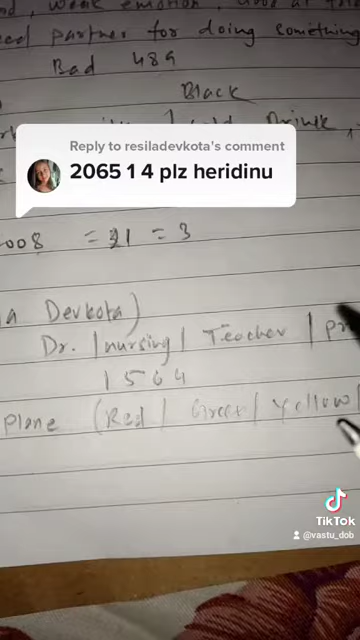 partner for doing something
Bad 489
Black
Drink
Reply to resiladevkota's comment
2065 1 4 plz heridinu
008 = 21 = 3
a Devkota)
Dr. | nursing | Teacher | pr
1 5 6 4
Plane (Red | Green | Yellow |
TikTok
@vastu_dob